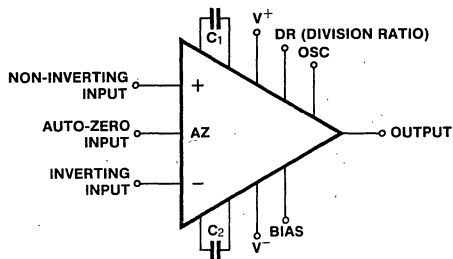 C1
V+
DR (DIVISION RATIO)
OSC
NON-INVERTING
INPUT
+
AUTO-ZERO
INPUT
AZ
OUTPUT
INVERTING
INPUT
−
C2
V−
BIAS